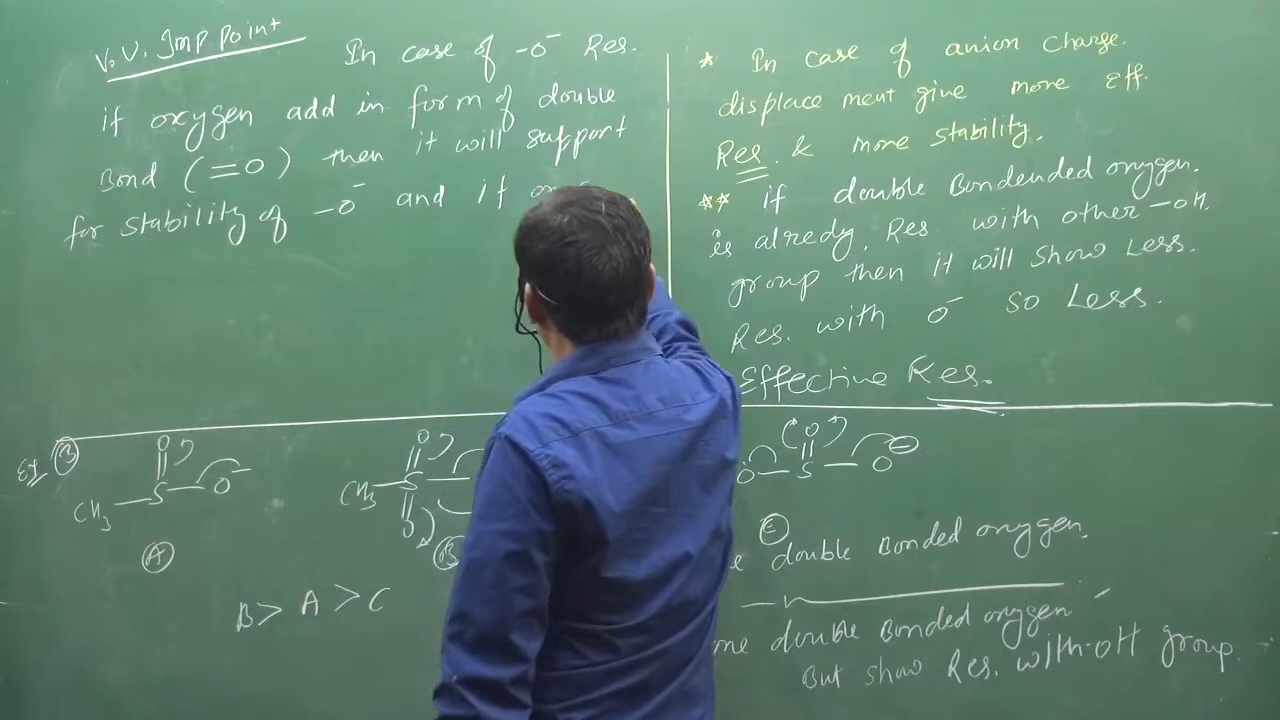 V.V. Imp Point
In case of -O⁻ Res.
if oxygen add in form of double
Bond (=O) then it will support
for stability of -O⁻ and if
* In case of anion charge.
displacement give more Eff
Res. & more stability.
** if double Bondended oxygen.
is alredy. Res with other -OH.
group then it will show Less.
Res. with O⁻ so Less.
Effective Res.
Ex (3)
O
CH₃ S O⁻
(A)
O
CH₃ S
O
(B)
O
O S O ⊖
(C)
B > A > C
double Bonded oxygen.
double Bonded oxygen
But show Res. with -OH group